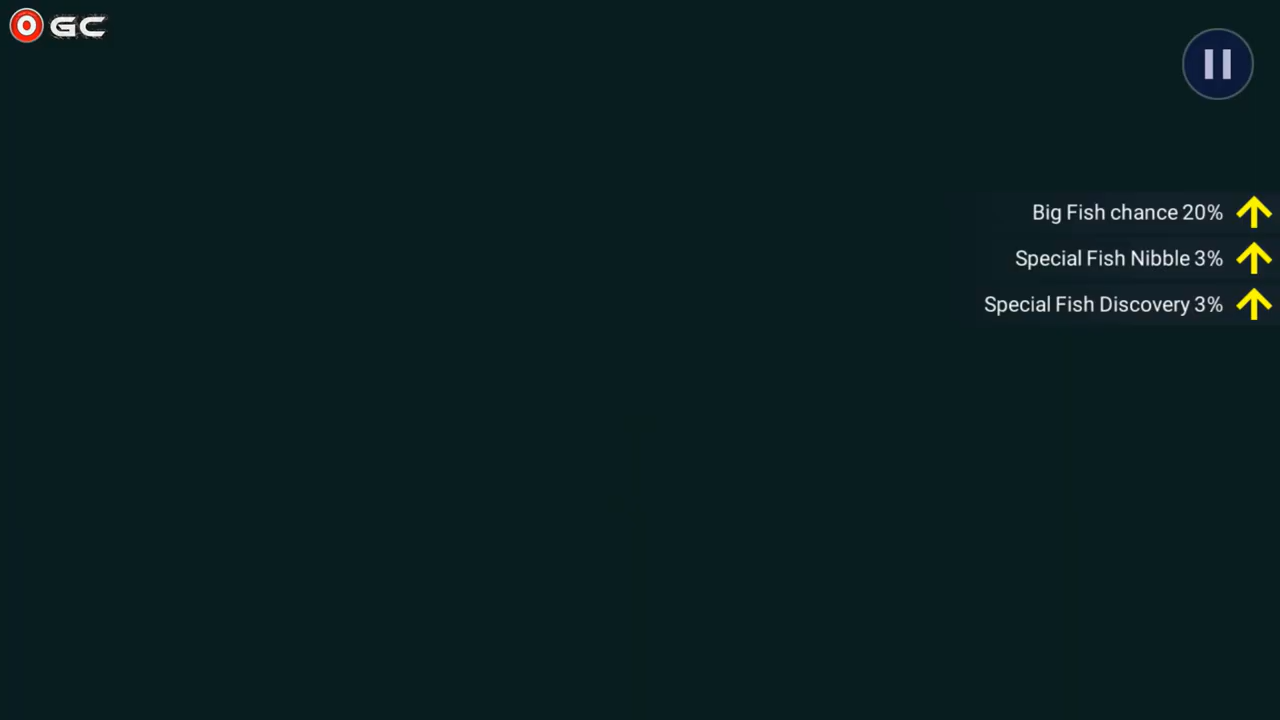 O GC
Big Fish chance 20%
Special Fish Nibble 3%
Special Fish Discovery 3%